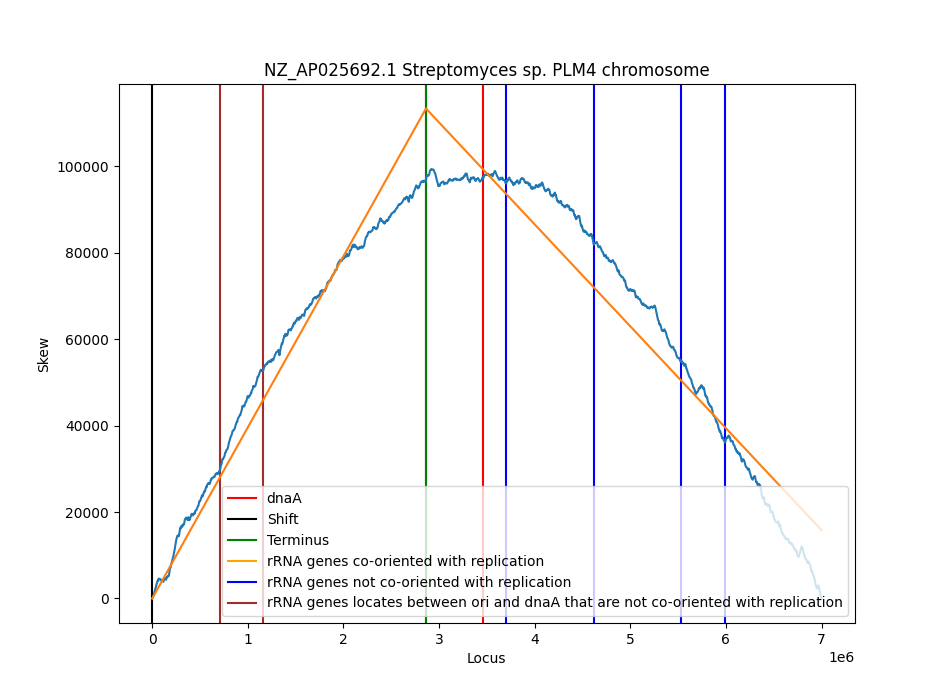 NZ_AP025692.1 Streptomyces sp. PLM4 chromosome
Skew
100000
80000
60000
40000
20000
0
dnaA
Shift
Terminus
rRNA genes co-oriented with replication
rRNA genes not co-oriented with replication
rRNA genes locates between ori and dnaA that are not co-oriented with replication
0 1 2 3 4 5 6 7
1e6
Locus